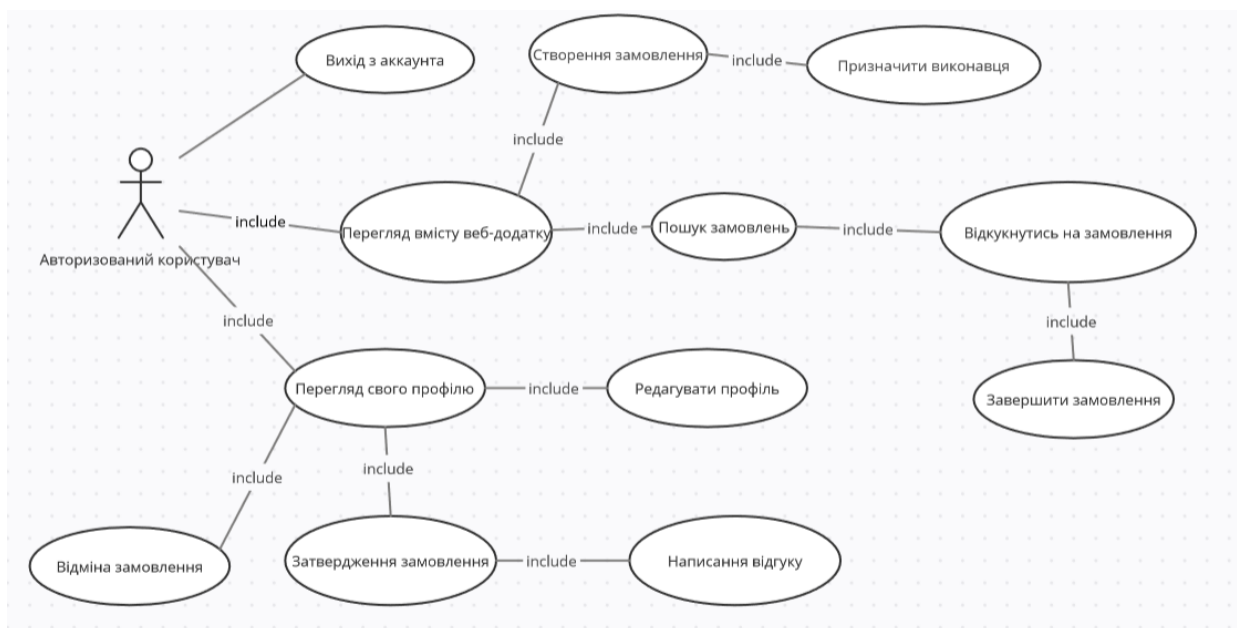 Вихід з аккаунта
Створення замовлення
include
Призначити виконавця
include
include
Перегляд вмісту веб-додатку
include
Пошук замовлень
include
Відкукнутись на замовлення
Авторизований користувач
include
include
Перегляд свого профілю
include
Редагувати профіль
Завершити замовлення
include
include
Відміна замовлення
Затвердження замовлення
include
Написання відгуку